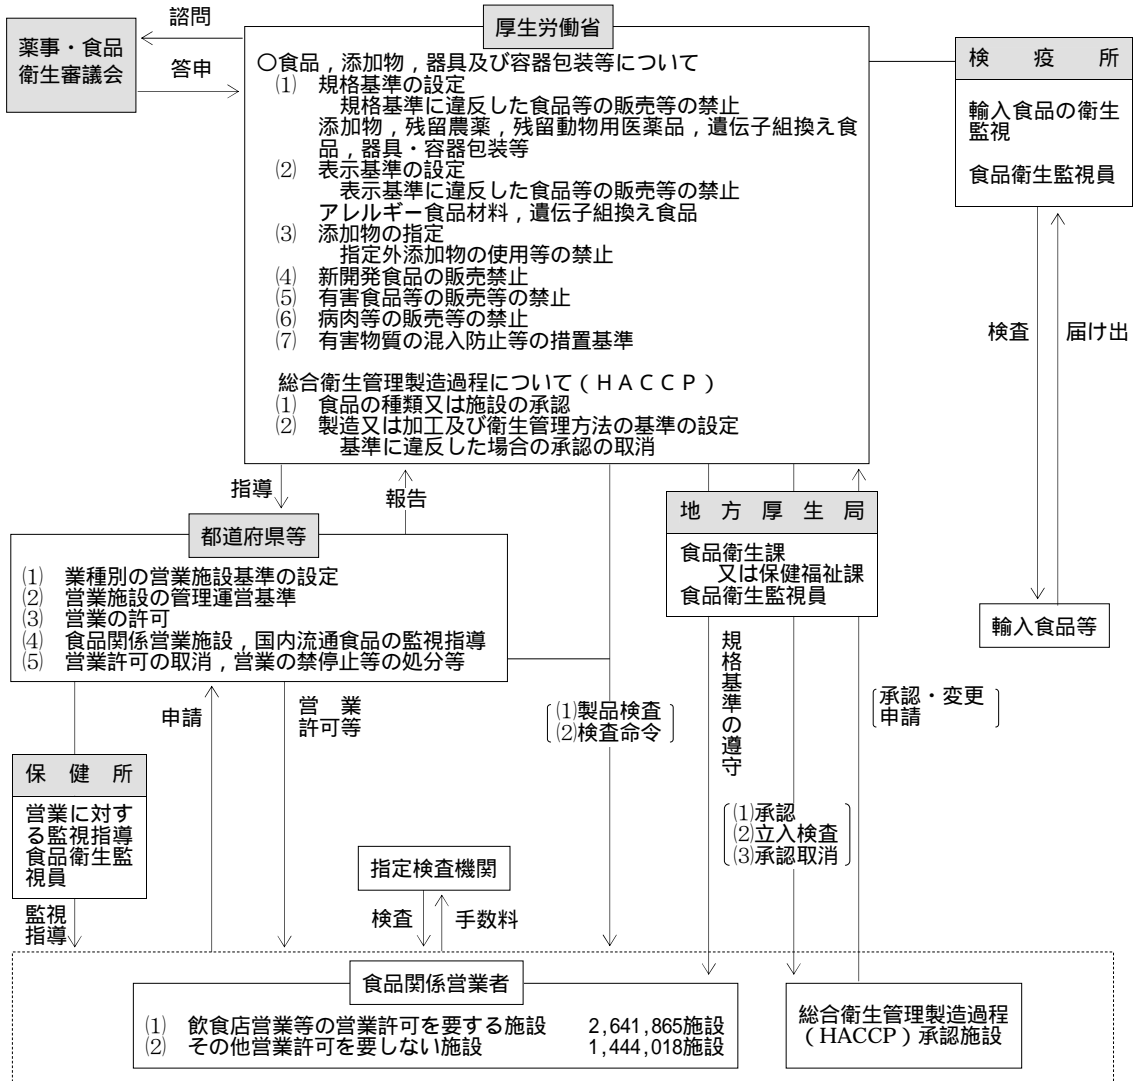 諮問
答申
薬事・食品
衛生審議会
厚生労働省
〇食品，添加物，器具及び容器包装等について
⑴ 規格基準の設定
規格基準に違反した食品等の販売等の禁止
添加物，残留農薬，残留動物用医薬品，遺伝子組換え食
品，器具・容器包装等
⑵ 表示基準の設定
表示基準に違反した食品等の販売等の禁止
アレルギー食品材料，遺伝子組換え食品
⑶ 添加物の指定
指定外添加物の使用等の禁止
⑷ 新開発食品の販売禁止
⑸ 有害食品等の販売等の禁止
⑹ 病肉等の販売等の禁止
⑺ 有害物質の混入防止等の措置基準
総合衛生管理製造過程について（ＨＡＣＣＰ）
⑴ 食品の種類又は施設の承認
⑵ 製造又は加工及び衛生管理方法の基準の設定
基準に違反した場合の承認の取消
検疫所
輸入食品の衛生
監視
食品衛生監視員
検査
届け出
輸入食品等
指導
報告
都道府県等
⑴ 業種別の営業施設基準の設定
⑵ 営業施設の管理運営基準
⑶ 営業の許可
⑷ 食品関係営業施設，国内流通食品の監視指導
⑸ 営業許可の取消，営業の禁停止等の処分等
地方厚生局
食品衛生課
又は保健福祉課
食品衛生監視員
申請
営業
許可等
⑴製品検査
⑵検査命令
規格基準の遵守
承認・変更
申請
保健所
営業に対す
る監視指導
食品衛生監
視員
監視
指導
指定検査機関
検査
手数料
⑴承認
⑵立入検査
⑶承認取消
食品関係営業者
⑴ 飲食店営業等の営業許可を要する施設 2,641,865施設
⑵ その他営業許可を要しない施設 1,444,018施設
総合衛生管理製造過程
（HACCP）承認施設